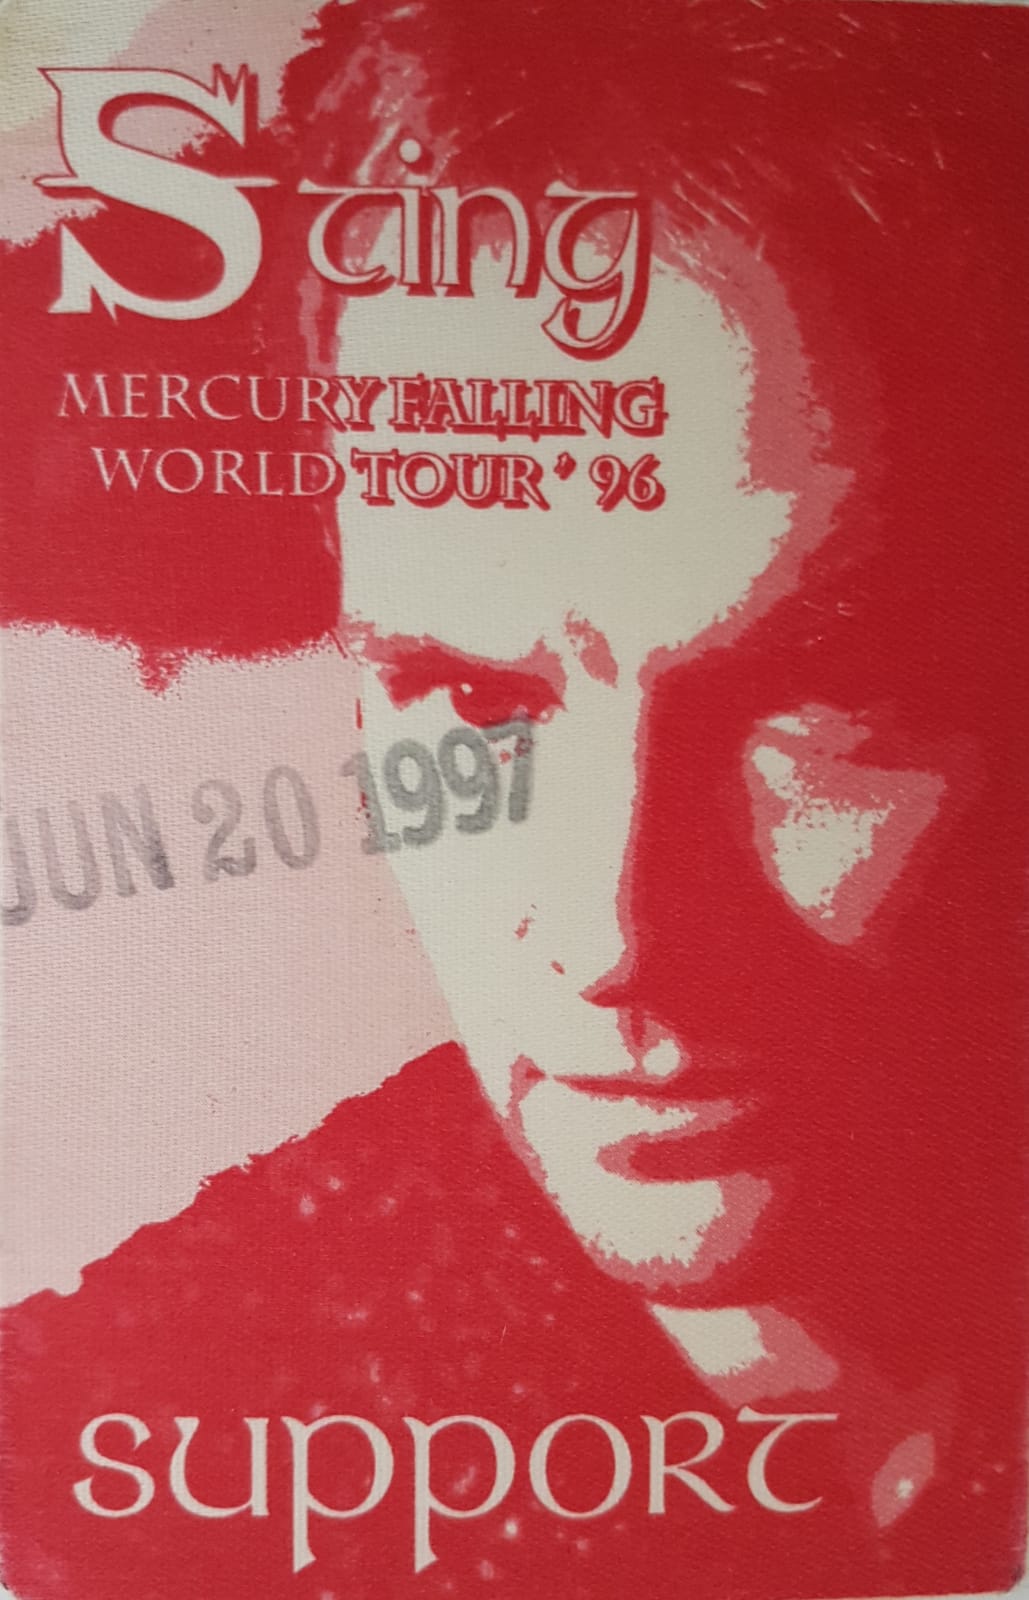 Sting
MERCURY FALLING
WORLD TOUR '96
JUN 20 1997
support